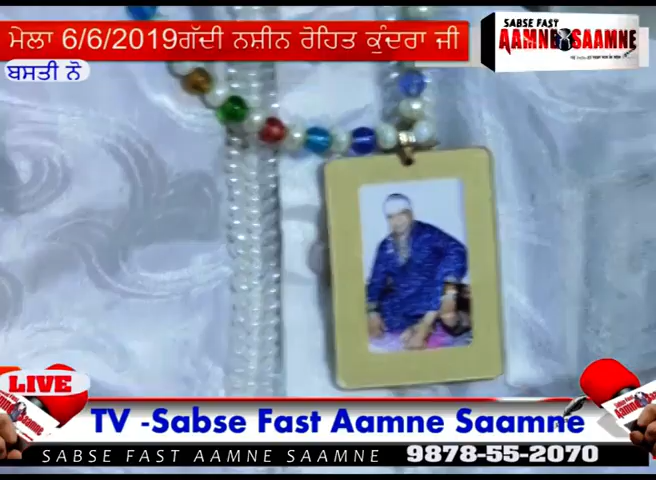 ਮੇਲਾ 6/6/2019ਗੱਦੀ ਨਸ਼ੀਨ ਰੋਹਿਤ ਕੁੰਦਰਾ ਜੀ
ਬਸਤੀ ਨੋ
SABSE FAST
AAMNE SAAMNE
LIVE
TV -Sabse Fast Aamne Saamne
SABSE FAST AAMNE SAAMNE
9878-55-2070